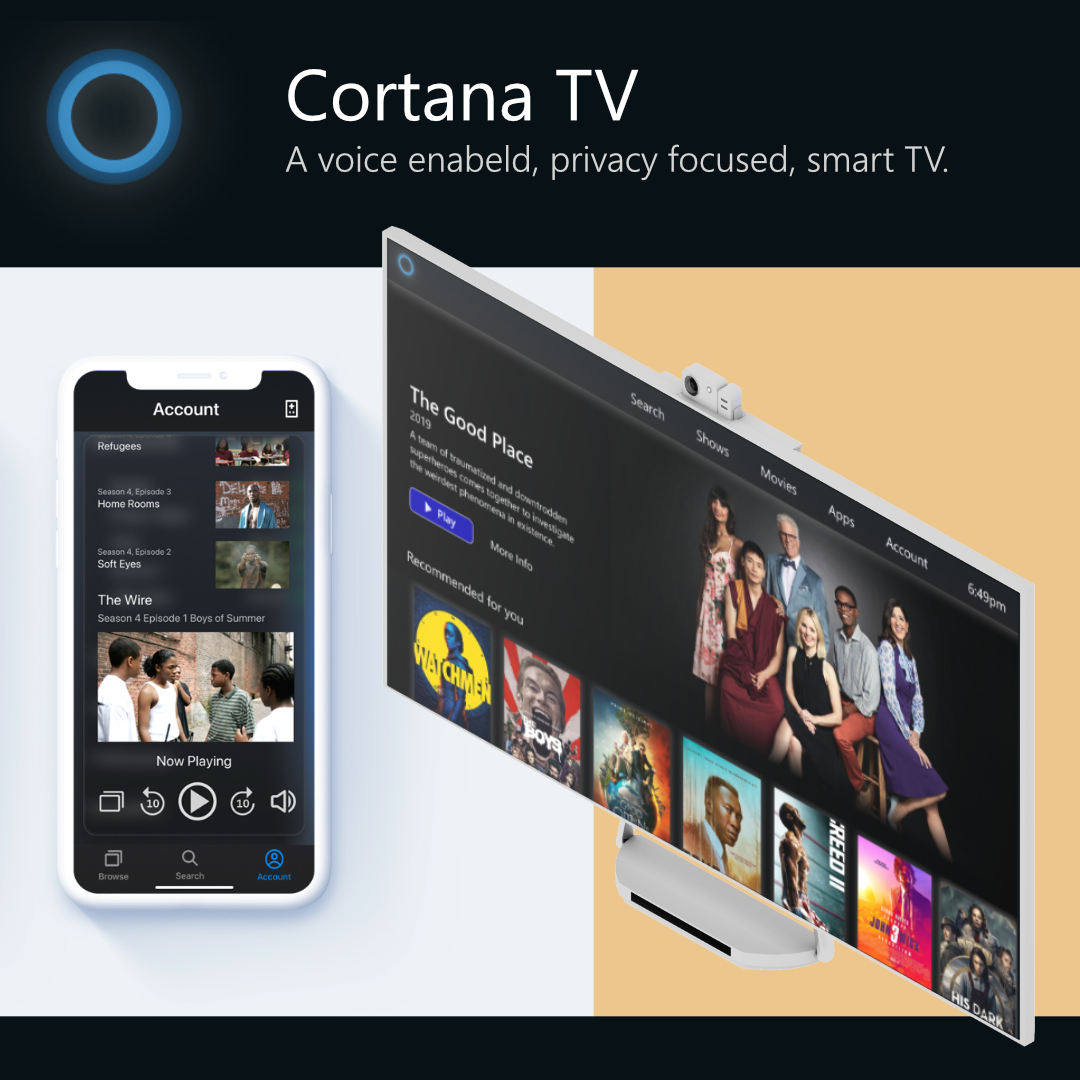 Cortana TV
A voice enabeld, privacy focused, smart TV.
Account
Refugees
Season 4, Episode 3
Home Rooms
Season 4, Episode 2
Soft Eyes
The Wire
Season 4 Episode 1 Boys of Summer
Now Playing
10
10
Browse
Search
Account
Search
Shows
Movies
Apps
Account
6:49pm
The Good Place
2019
A team of traumatized and downtrodden
superheroes comes together to investigate
the weirdest phenomena in existence.
Play
More Info
Recommended for you
WATCHMEN
BOYS
CREED II
JOHN WICK
3
HIS DARK